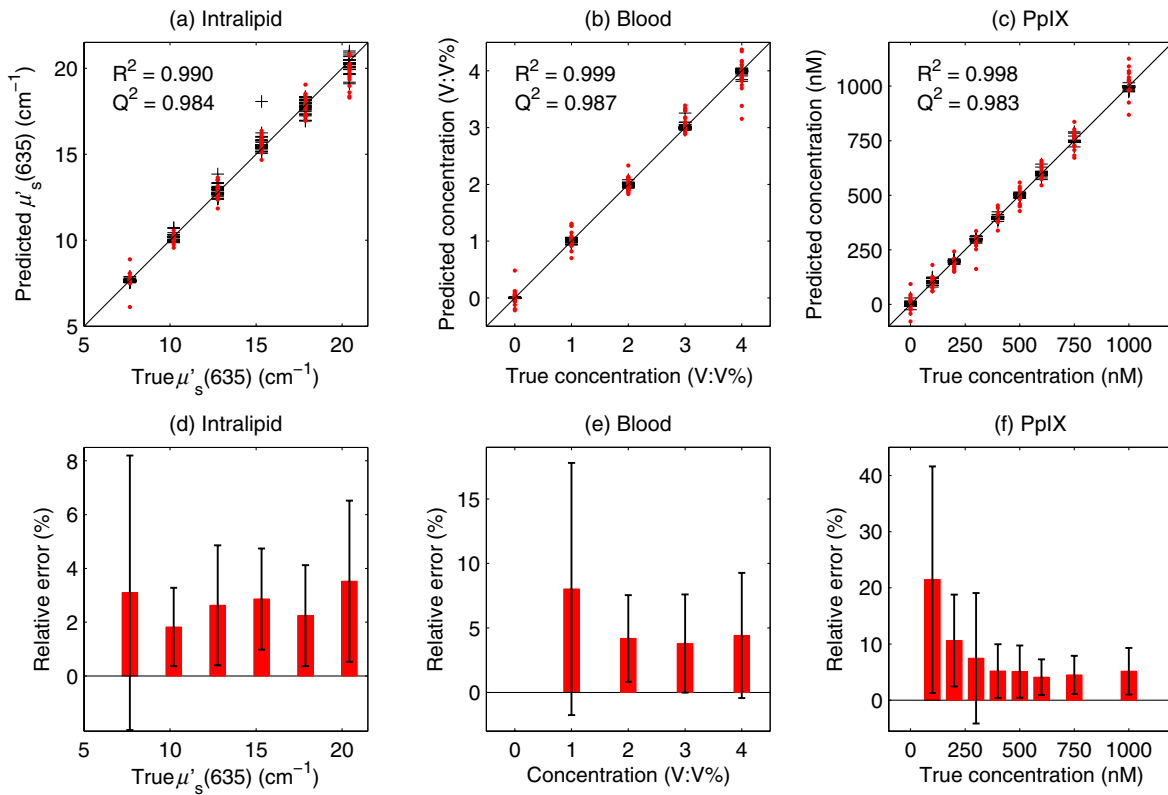 (a) Intralipid
R² = 0.990
Q² = 0.984
20
15
10
5
5 10 15 20
Predicted μ'ₛ(635) (cm⁻¹)
True μ'ₛ(635) (cm⁻¹)
(b) Blood
R² = 0.999
Q² = 0.987
4
3
2
1
0
0 1 2 3 4
Predicted concentration (V:V%)
True concentration (V:V%)
(c) PpIX
R² = 0.998
Q² = 0.983
1000
750
500
250
0
0 250 500 750 1000
Predicted concentration (nM)
True concentration (nM)
(d) Intralipid
8
6
4
2
0
5 10 15 20
Relative error (%)
True μ'ₛ(635) (cm⁻¹)
(e) Blood
15
10
5
0
0 1 2 3 4
Relative error (%)
Concentration (V:V%)
(f) PpIX
40
30
20
10
0
0 250 500 750 1000
Relative error (%)
True concentration (nM)